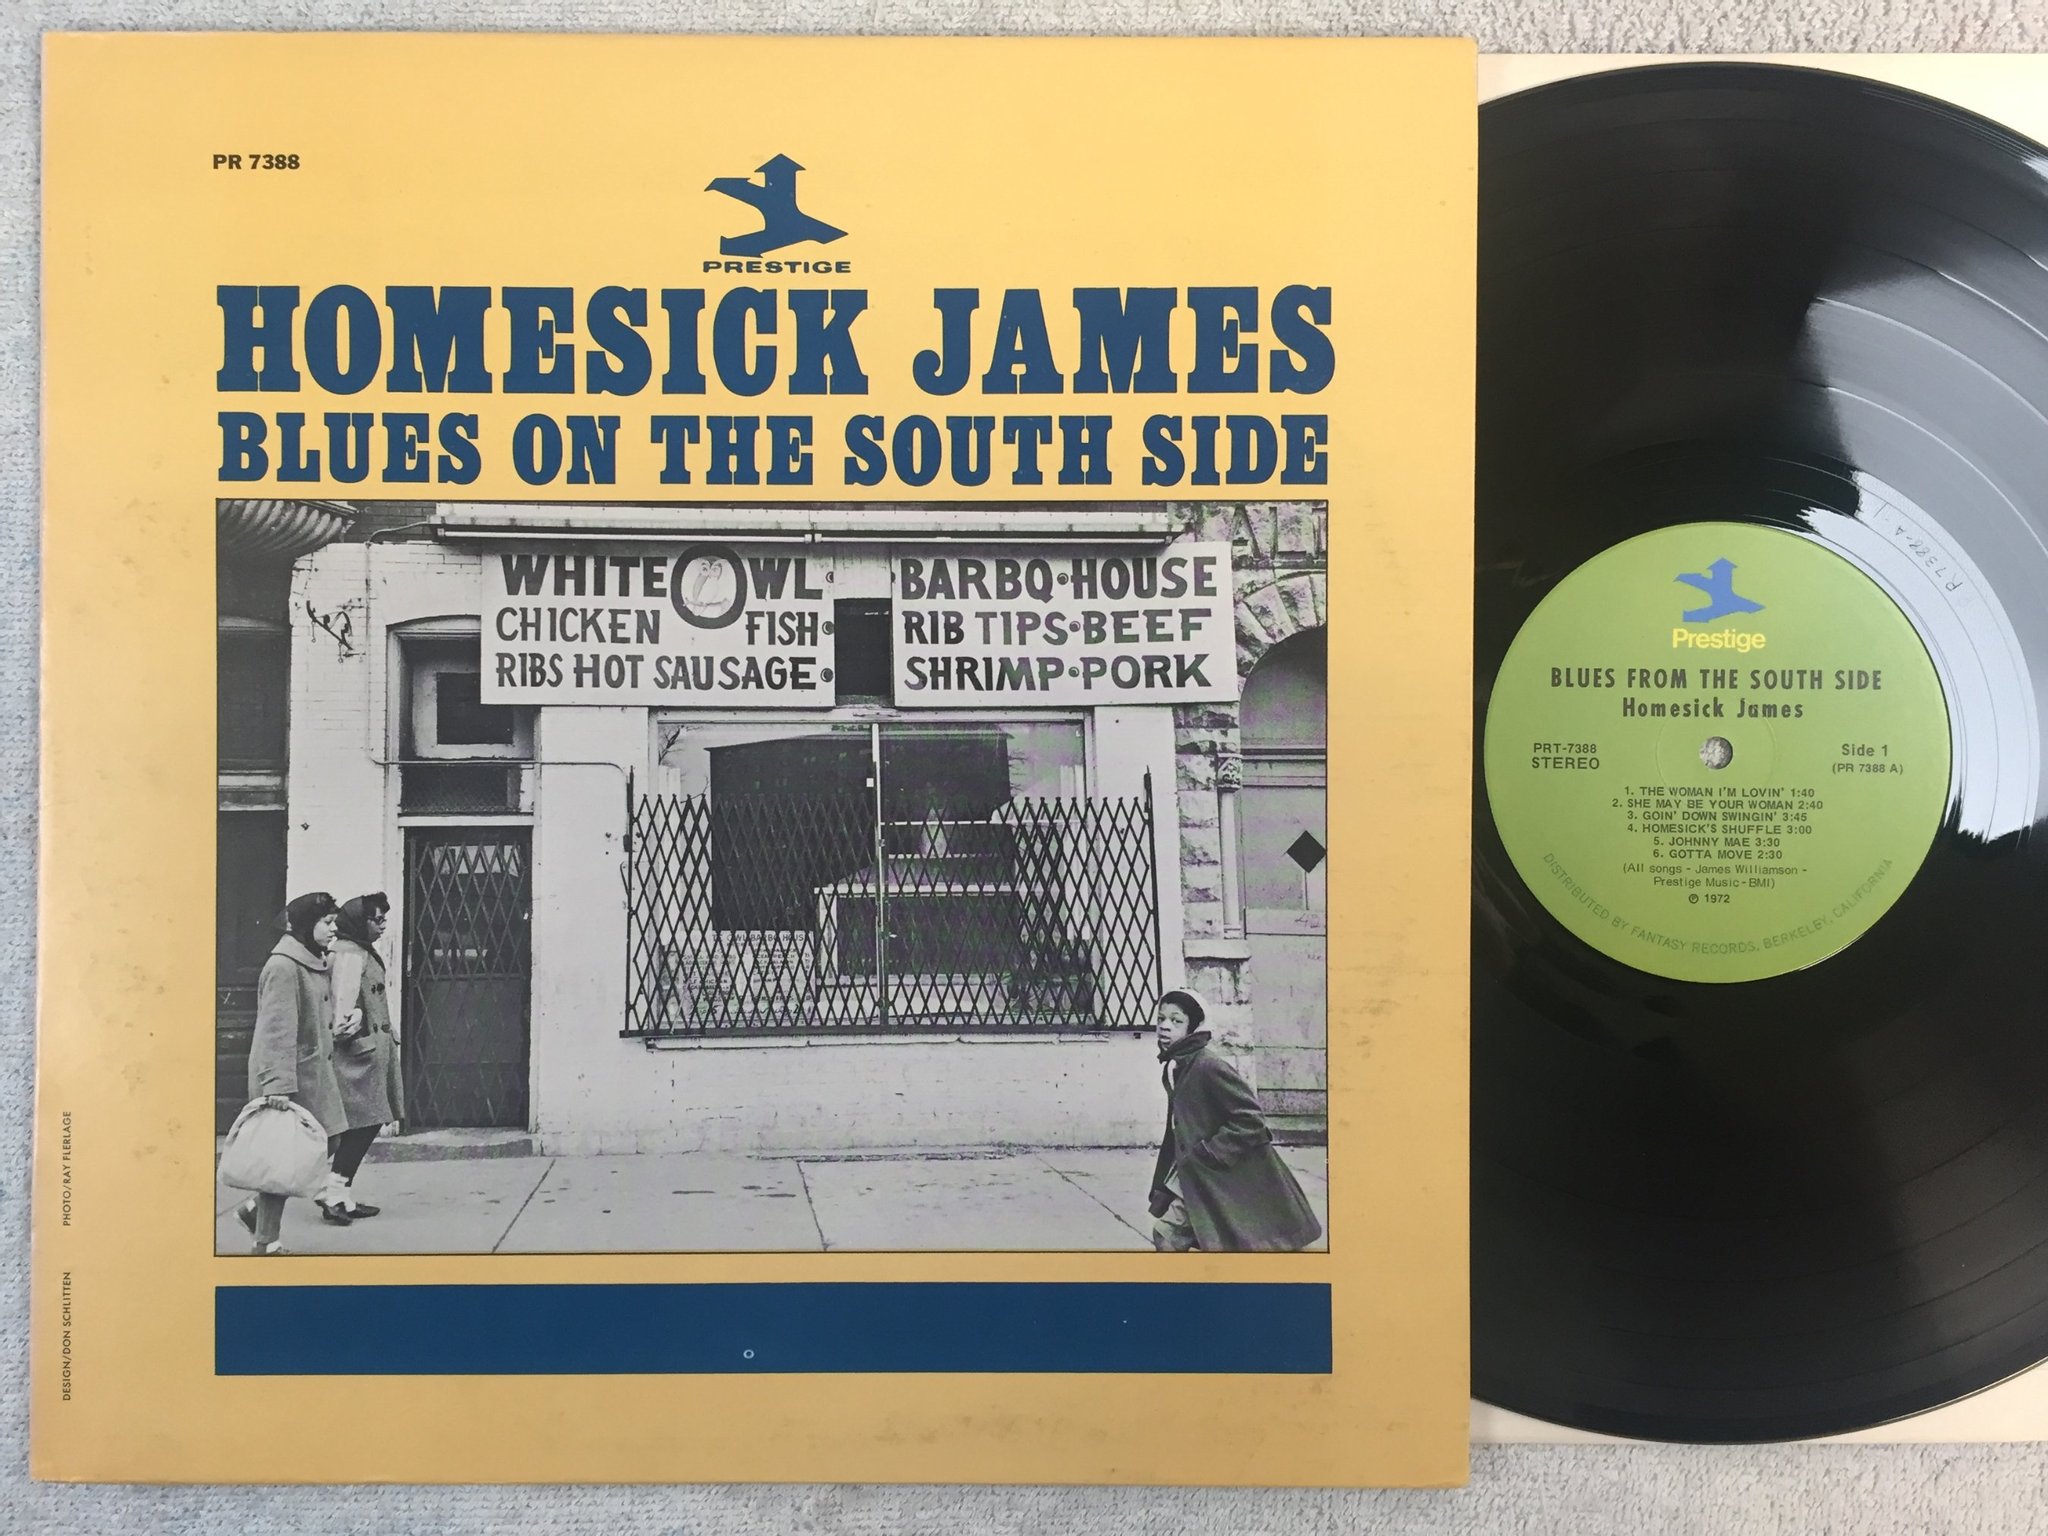 PR 7388
PRESTIGE
HOMESICK JAMES
BLUES ON THE SOUTH SIDE
WHITE OWL
CHICKEN FISH
RIBS HOT SAUSAGE
BARBQ•HOUSE
RIB TIPS•BEEF
SHRIMP•PORK
PHOTO/RAY FLERLAGE
DESIGN/DON SCHLITTEN
Prestige
BLUES FROM THE SOUTH SIDE
Homesick James
PRT-7388
STEREO
Side 1
(PR 7388 A)
1. THE WOMAN I'M LOVIN' 1:40
2. SHE MAY BE YOUR WOMAN 2:40
3. GOIN' DOWN SWINGIN' 3:45
4. HOMESICK'S SHUFFLE 3:00
5. JOHNNY MAE 3:30
6. GOTTA MOVE 2:30
(All songs - James Williamson -
Prestige Music - BMI)
℗ 1972
DISTRIBUTED BY FANTASY RECORDS, BERKELEY, CALIFORNIA